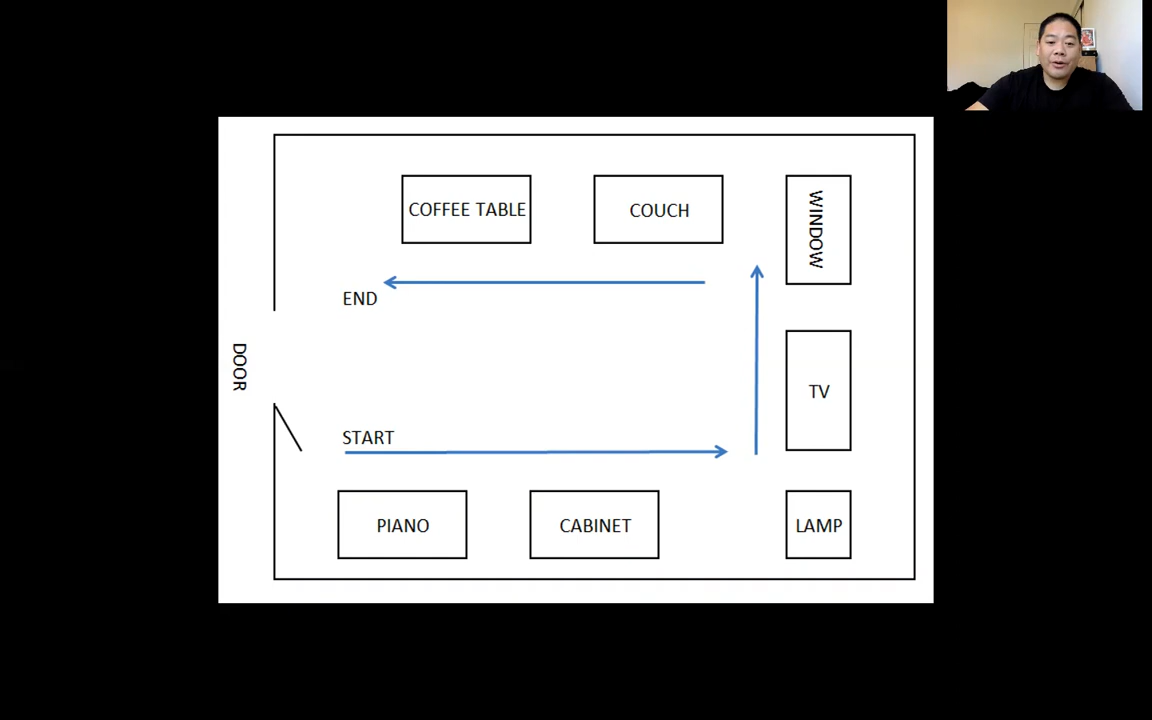 COFFEE TABLE
COUCH
WINDOW
END
DOOR
TV
START
PIANO
CABINET
LAMP